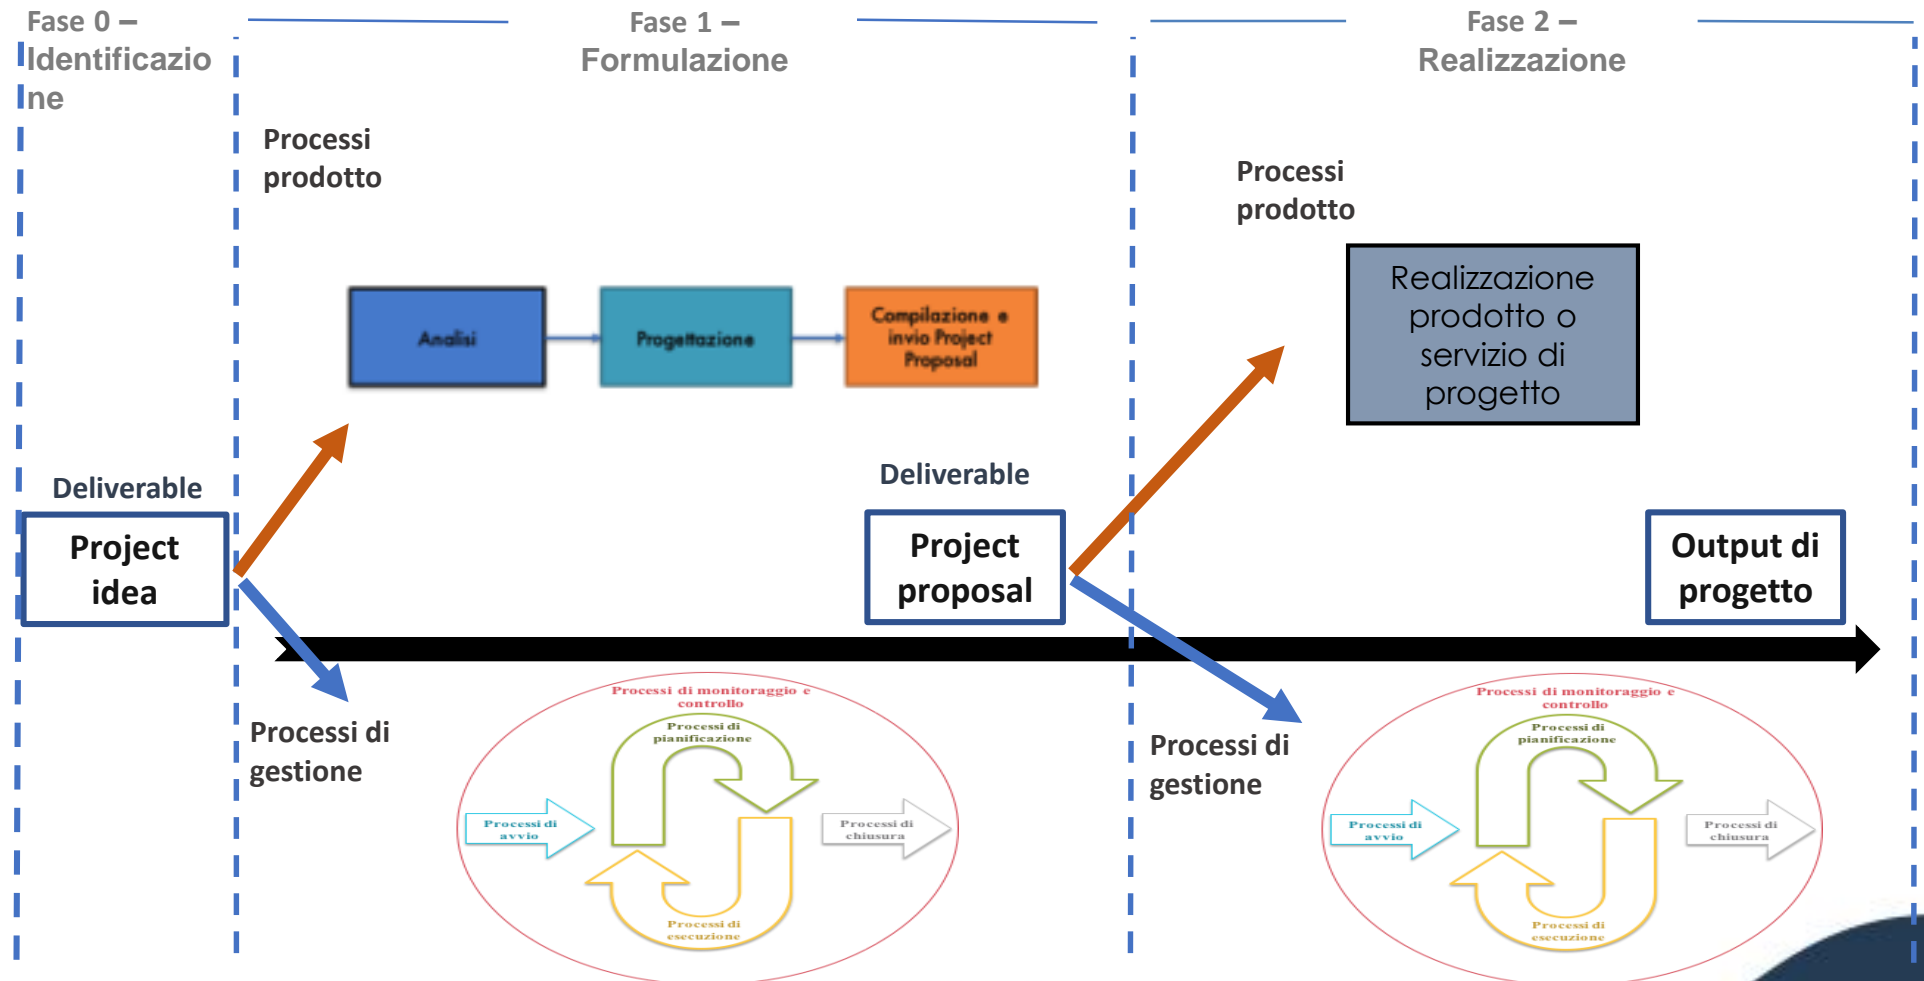 Fase 0 –
Identificazio
ne
Fase 1 –
Formulazione
Fase 2 –
Realizzazione
Processi
prodotto
Analisi
Progettazione
Compilazione e
invio Project
Proposal
Processi
prodotto
Realizzazione
prodotto o
servizio di
progetto
Deliverable
Project
idea
Deliverable
Project
proposal
Output di
progetto
Processi di
gestione
Processi di monitoraggio e
controllo
Processi di
pianificazione
Processi di
avvio
Processi di
chiusura
Processi di
esecuzione
Processi di
gestione
Processi di monitoraggio e
controllo
Processi di
pianificazione
Processi di
avvio
Processi di
chiusura
Processi di
esecuzione